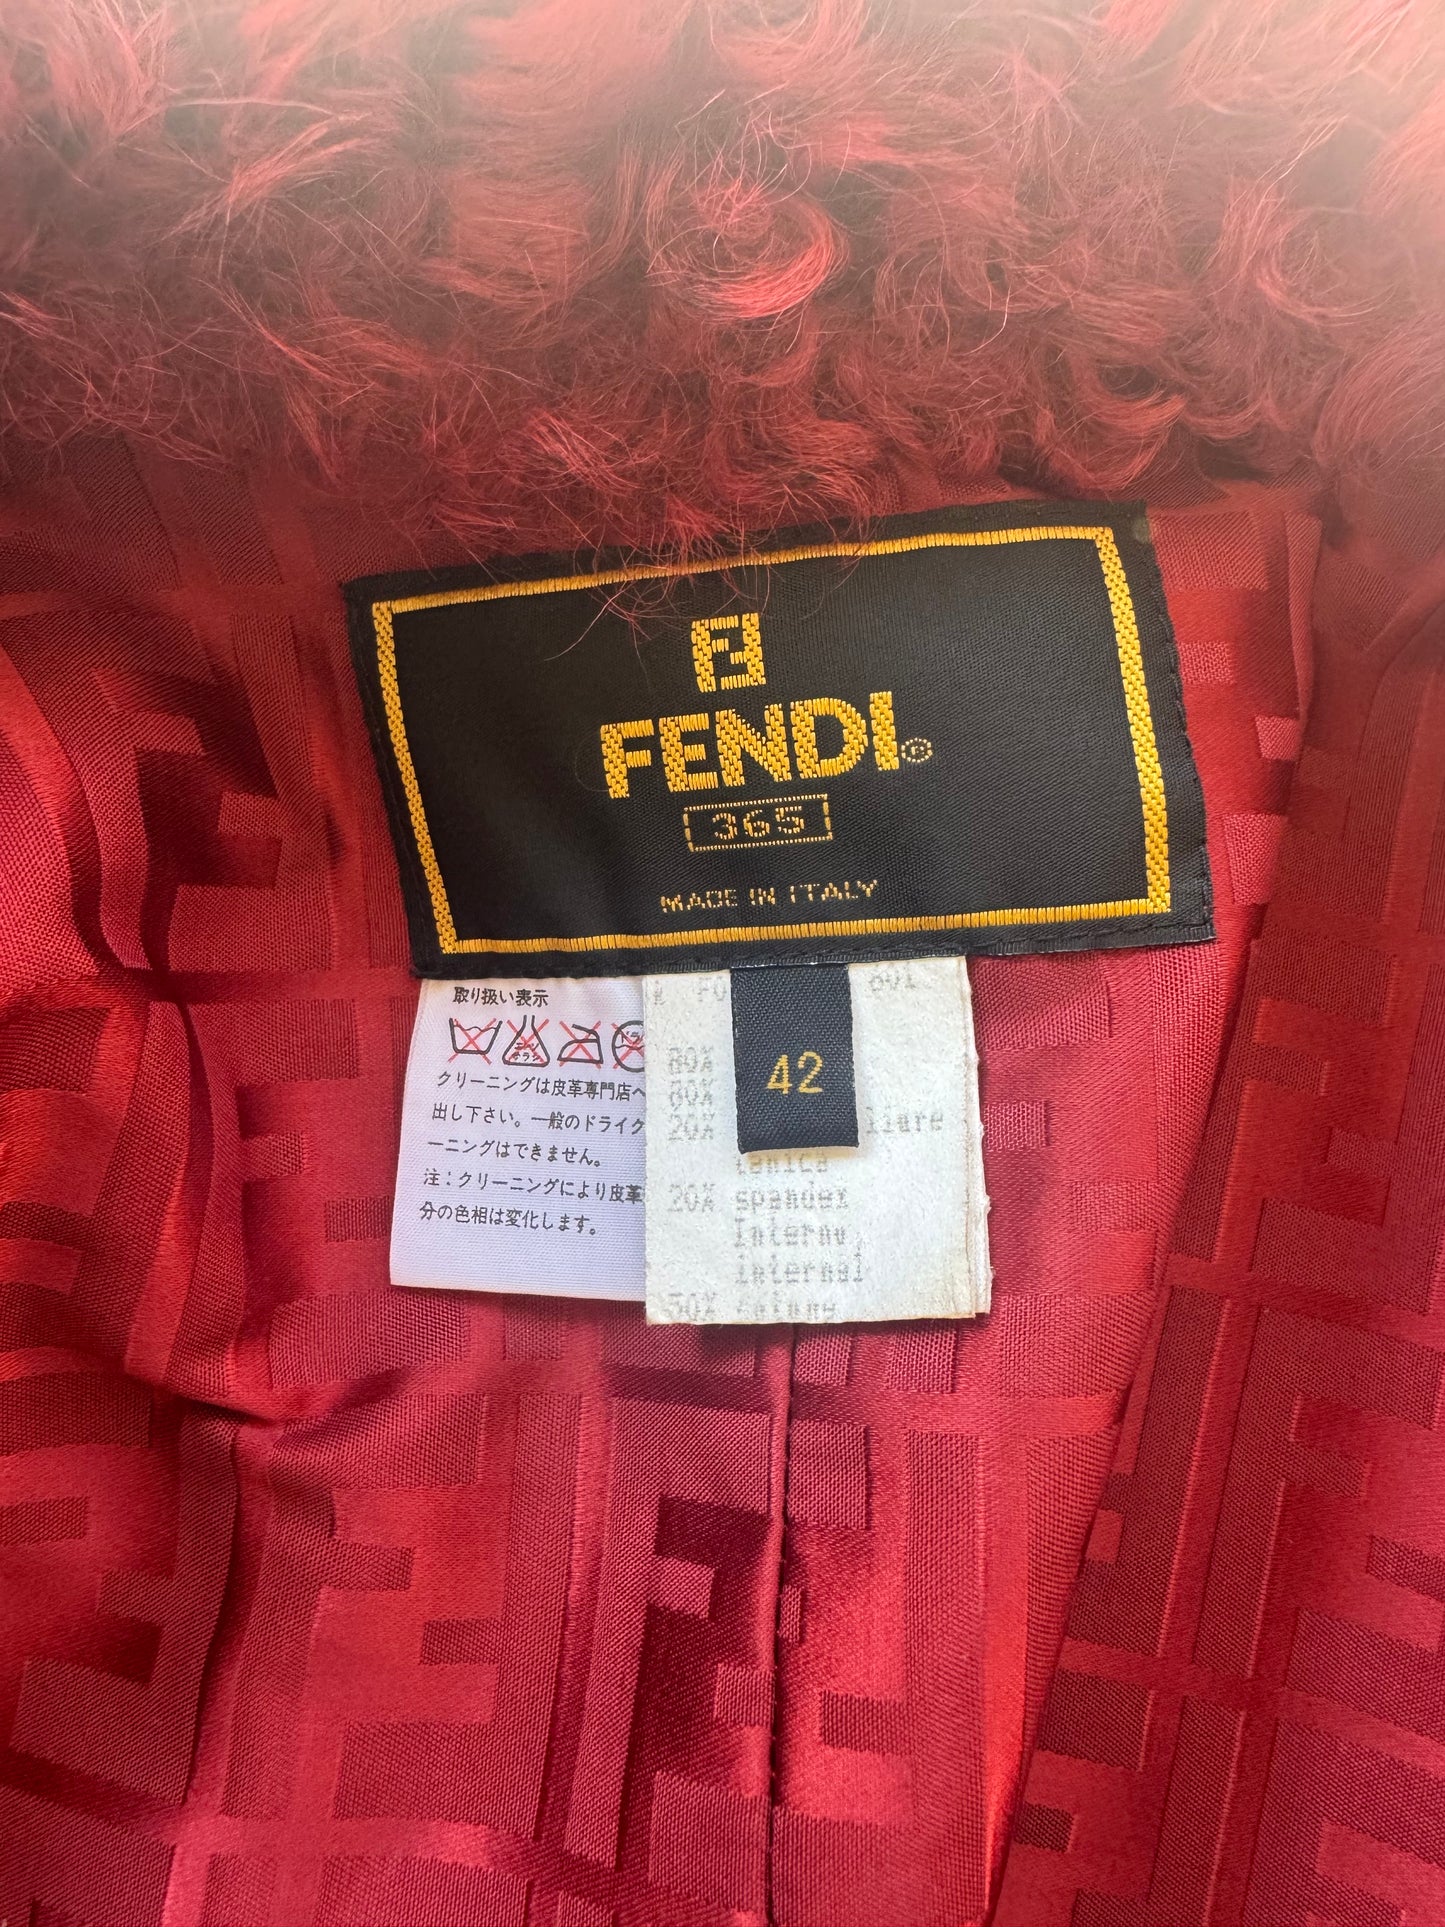 FENDI
365
MADE IN ITALY
42
取り扱い表示
クリーニングは皮革専門店へ
出し下さい。一般のドライク
ーニングはできません。
注：クリーニングにより皮革
分の色相は変化します。
80%
80%
20% liare
20% spandex
Interno
internal
50%